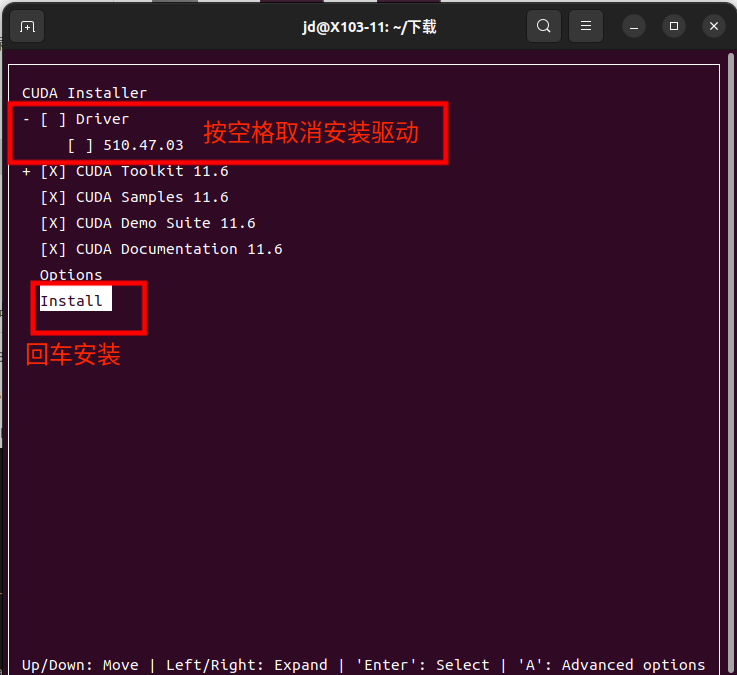 jd@X103-11: ~/下载
CUDA Installer
- [ ] Driver
[ ] 510.47.03
按空格取消安装驱动
+ [X] CUDA Toolkit 11.6
[X] CUDA Samples 11.6
[X] CUDA Demo Suite 11.6
[X] CUDA Documentation 11.6
Options
Install
回车安装
Up/Down: Move | Left/Right: Expand | 'Enter': Select | 'A': Advanced options